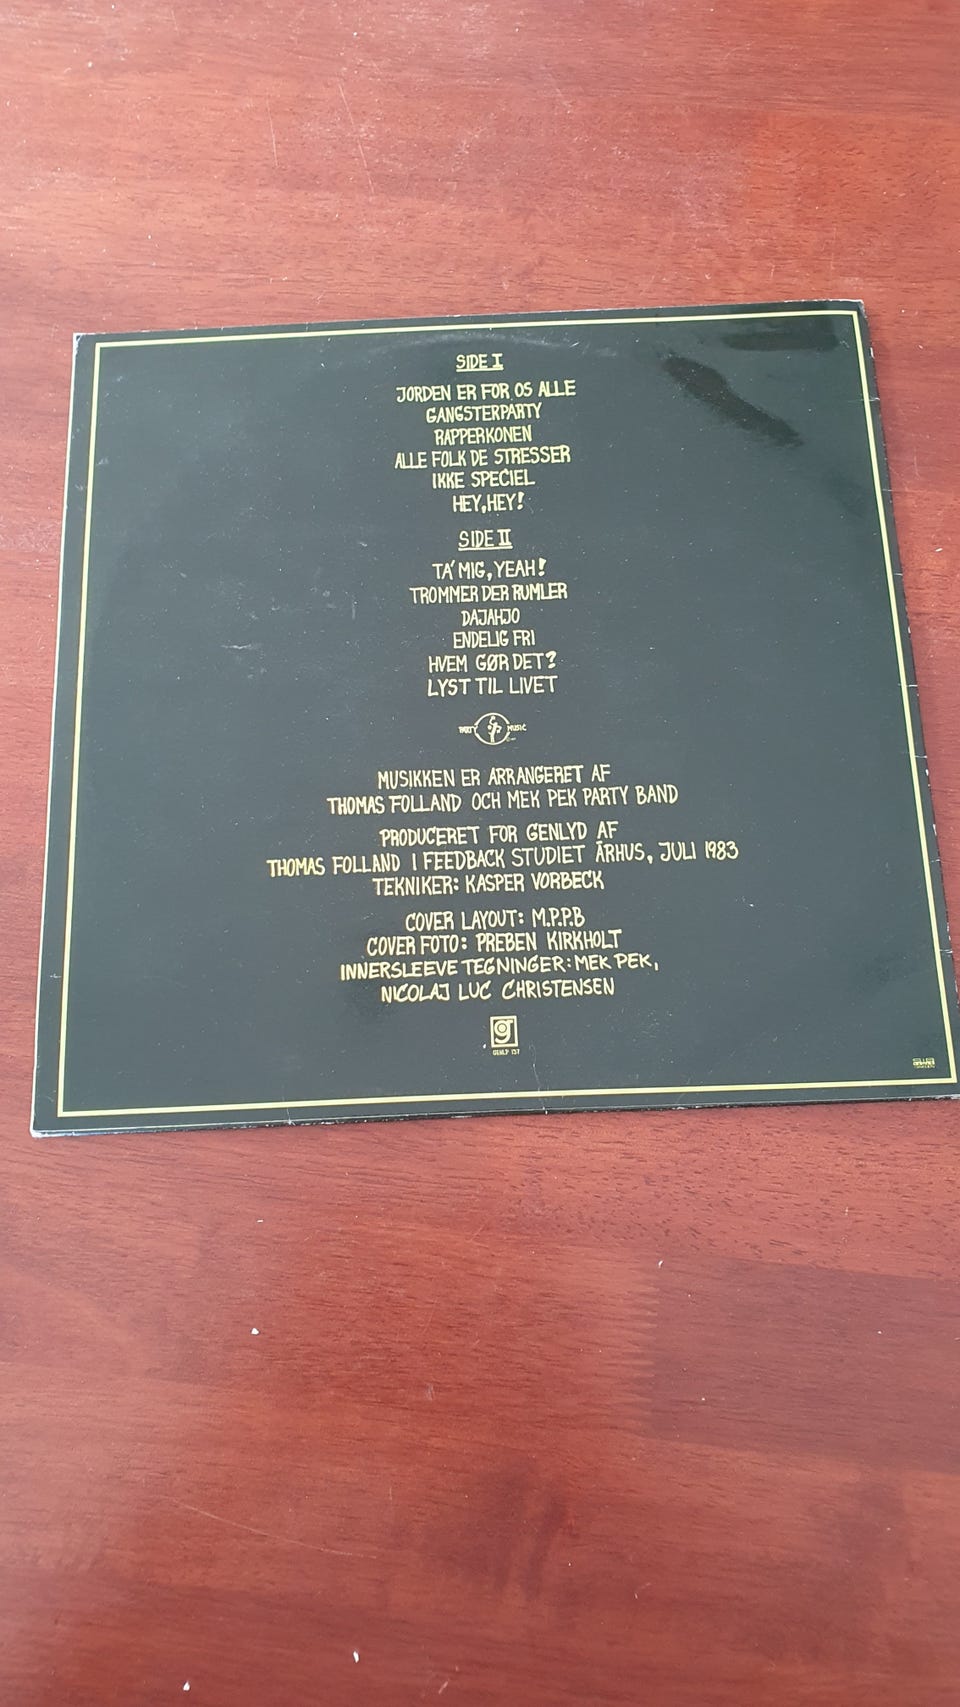 SIDE I
JORDEN ER FOR OS ALLE
GANGSTERPARTY
RAPPERKONEN
ALLE FOLK DE STRESSER
IKKE SPECIEL
HEY, HEY!
SIDE II
TA' MIG, YEAH!
TROMMER DER RUMLER
DAJAHJO
ENDELIG FRI
HVEM GØR DET?
LYST TIL LIVET
PARTY MUSIC
MUSIKKEN ER ARRANGERET AF
THOMAS FOLLAND OCH MEK PEK PARTY BAND
PRODUCERET FOR GENLYD AF
THOMAS FOLLAND I FEEDBACK STUDIET ÅRHUS, JULI 1983
TEKNIKER: KASPER VORBECK
COVER LAYOUT: M.P.P.B
COVER FOTO: PREBEN KIRKHOLT
INNERSLEEVE TEGNINGER: MEK PEK,
NICOLAJ LUC CHRISTENSEN
g
GENLP 157